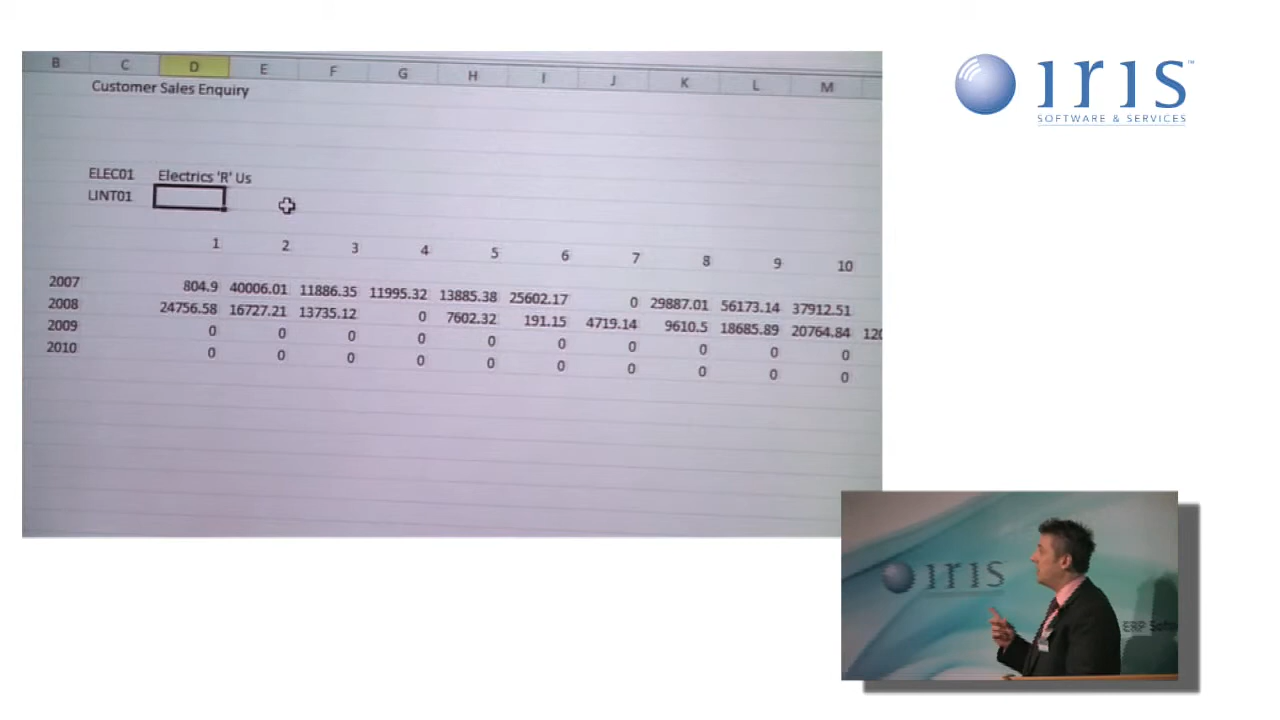 B C D E F G H I J K L M
Customer Sales Enquiry
ELEC01 Electrics 'R' Us
LINT01
1 2 3 4 5 6 7 8 9 10
2007 804.9 40006.01 11886.35 11995.32 13885.38 25602.17 0 29887.01 56173.14 37912.51
2008 24756.58 16727.21 13735.12 0 7602.32 191.15 4719.14 9610.5 18685.89 20764.84 120
2009 0 0 0 0 0 0 0 0 0 0
2010 0 0 0 0 0 0 0 0 0 0
iris™
SOFTWARE & SERVICES
iris
ERP